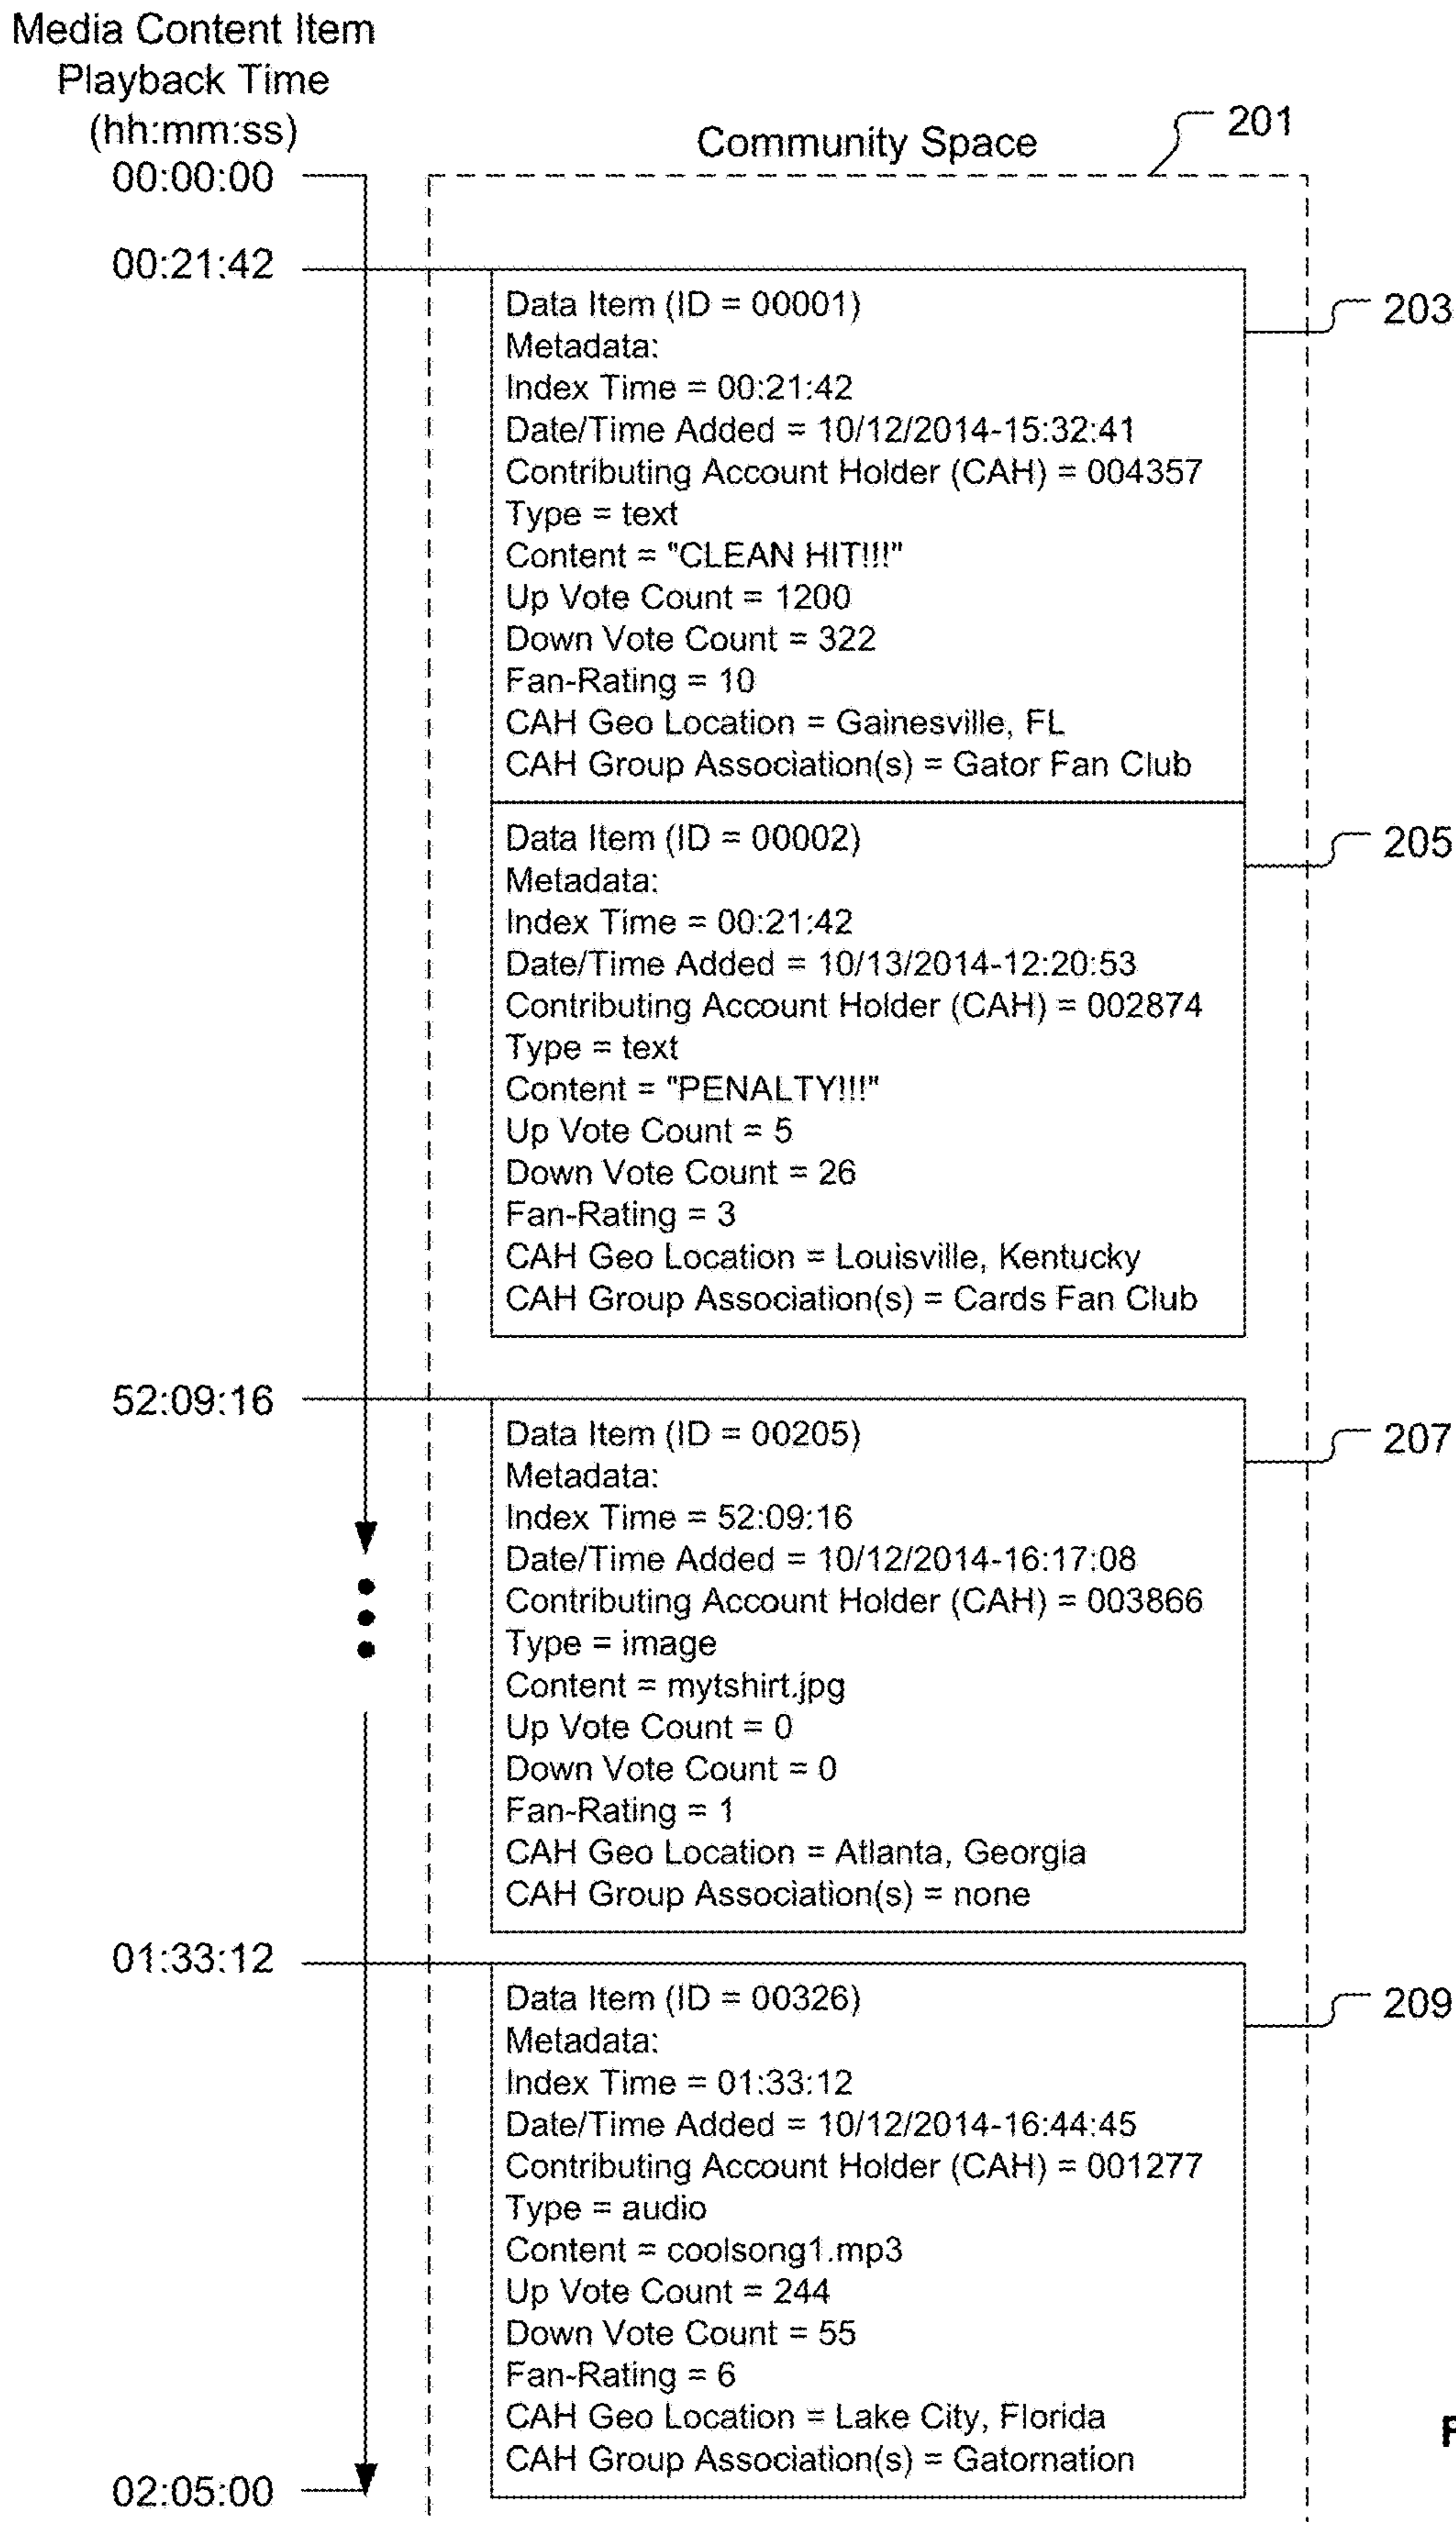 Media Content Item
Playback Time
(hh:mm:ss)
00:00:00
Community Space
201
00:21:42
Data Item (ID = 00001)
203
Metadata:
Index Time = 00:21:42
Date/Time Added = 10/12/2014-15:32:41
Contributing Account Holder (CAH) = 004357
Type = text
Content = "CLEAN HIT!!!"
Up Vote Count = 1200
Down Vote Count = 322
Fan-Rating = 10
CAH Geo Location = Gainesville, FL
CAH Group Association(s) = Gator Fan Club
Data Item (ID = 00002)
205
Metadata:
Index Time = 00:21:42
Date/Time Added = 10/13/2014-12:20:53
Contributing Account Holder (CAH) = 002874
Type = text
Content = "PENALTY!!!"
Up Vote Count = 5
Down Vote Count = 26
Fan-Rating = 3
CAH Geo Location = Louisville, Kentucky
CAH Group Association(s) = Cards Fan Club
52:09:16
Data Item (ID = 00205)
207
Metadata:
Index Time = 52:09:16
Date/Time Added = 10/12/2014-16:17:08
Contributing Account Holder (CAH) = 003866
Type = image
Content = mytshirt.jpg
Up Vote Count = 0
Down Vote Count = 0
Fan-Rating = 1
CAH Geo Location = Atlanta, Georgia
CAH Group Association(s) = none
01:33:12
Data Item (ID = 00326)
209
Metadata:
Index Time = 01:33:12
Date/Time Added = 10/12/2014-16:44:45
Contributing Account Holder (CAH) = 001277
Type = audio
Content = coolsong1.mp3
Up Vote Count = 244
Down Vote Count = 55
Fan-Rating = 6
CAH Geo Location = Lake City, Florida
CAH Group Association(s) = Gatornation
02:05:00